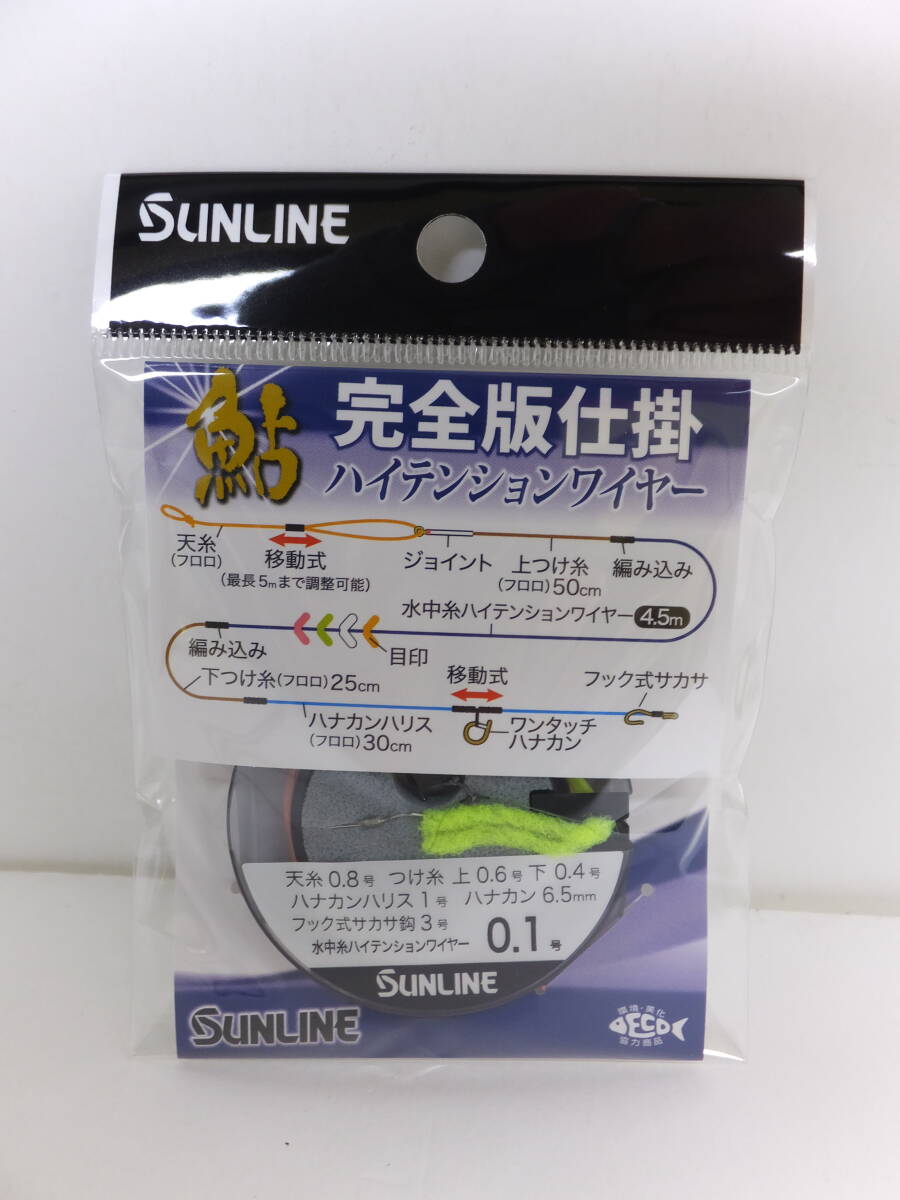 SUNLINE
鮎 完全版仕掛
ハイテンションワイヤー
天糸
(フロロ)
移動式
(最長5mまで調整可能)
ジョイント
上つけ糸
(フロロ)50cm
編み込み
水中糸ハイテンションワイヤー 4.5m
編み込み
目印
下つけ糸(フロロ)25cm
移動式
フック式サカサ
ハナカンハリス
(フロロ)30cm
ワンタッチ
ハナカン
天糸0.8号 つけ糸 上0.6号 下0.4号
ハナカンハリス1号 ハナカン6.5mm
フック式サカサ鈎3号
水中糸ハイテンションワイヤー 0.1号
SUNLINE
SUNLINE
環境・美化
ECO
協力商品